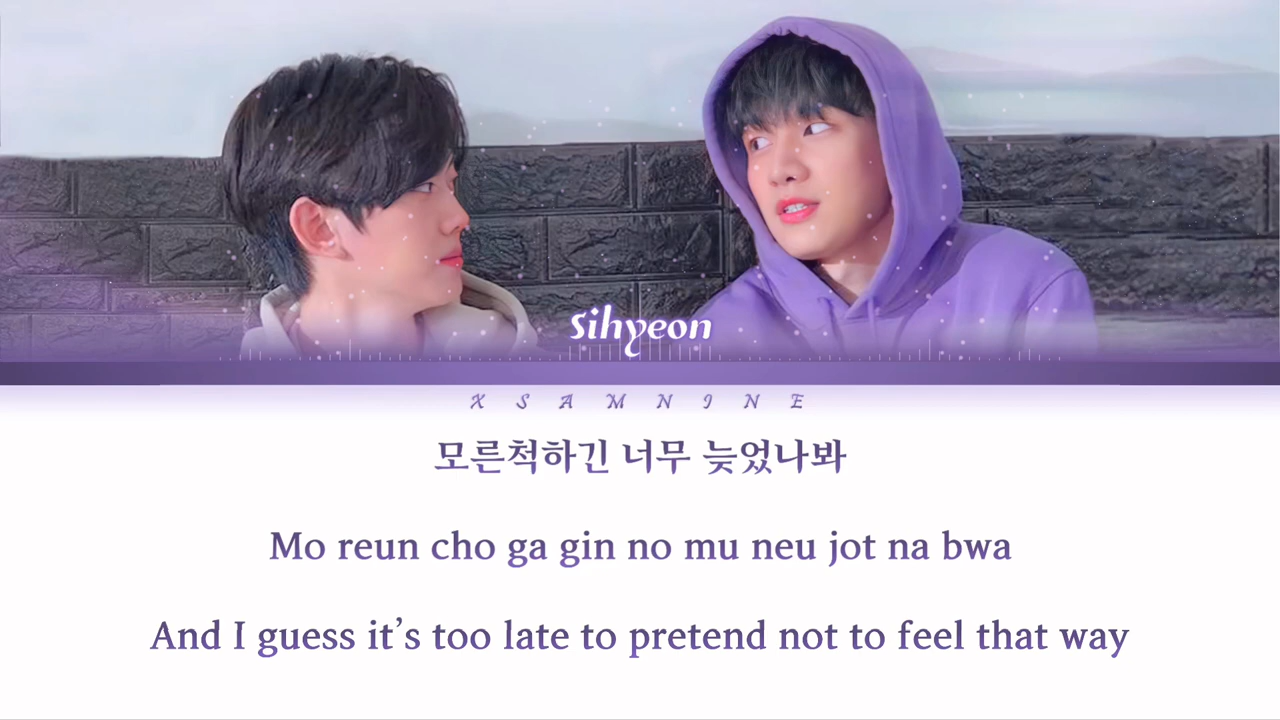 Sihyeon
XSAMNINE
모른척하긴 너무 늦었나봐
Mo reun cho ga gin no mu neu jot na bwa
And I guess it’s too late to pretend not to feel that way